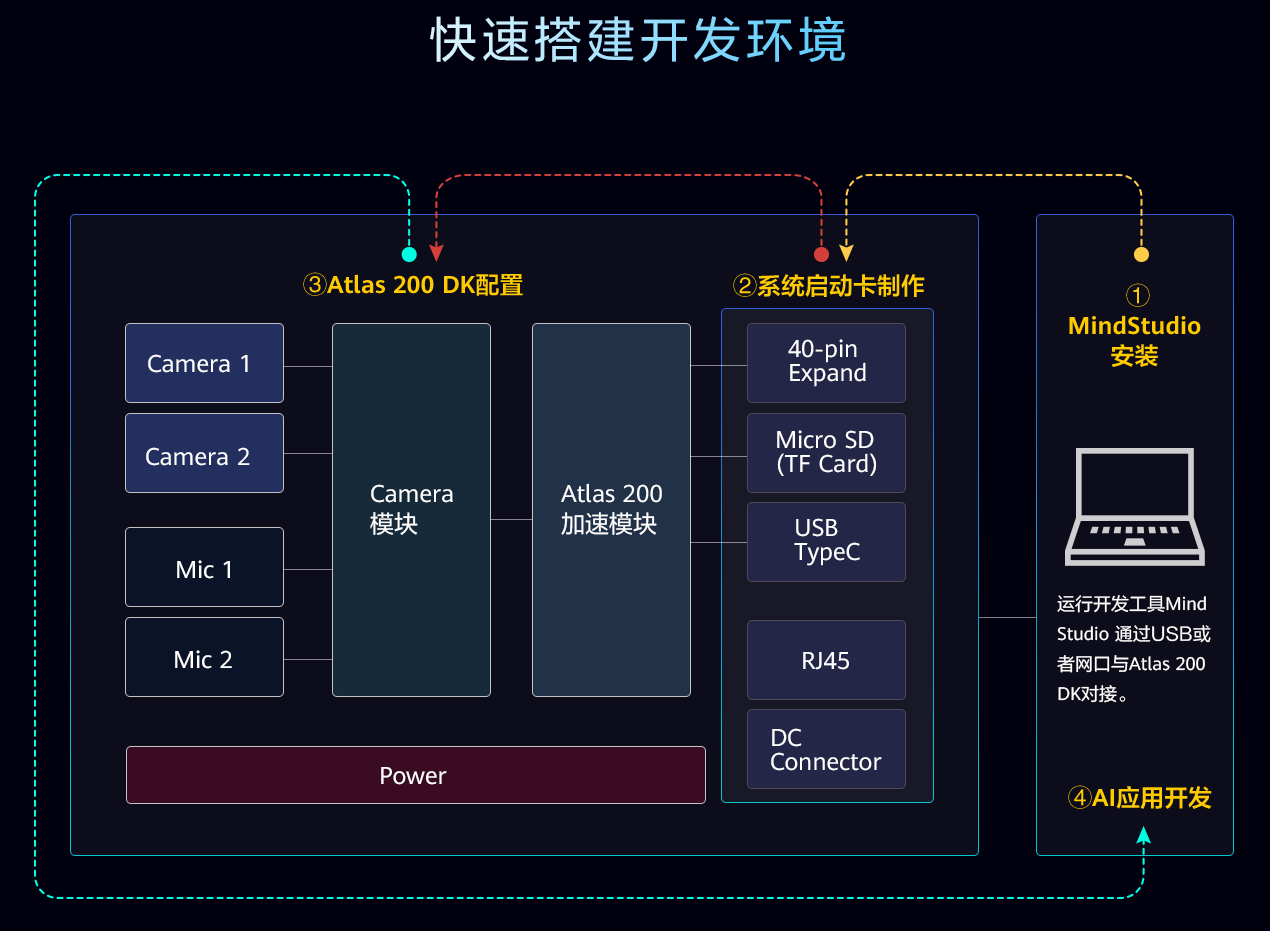 快速搭建开发环境
③Atlas 200 DK配置
②系统启动卡制作
①
MindStudio
安装
Camera 1
Camera 2
Mic 1
Mic 2
Camera
模块
Atlas 200
加速模块
40-pin
Expand
Micro SD
(TF Card)
USB
TypeC
RJ45
DC
Connector
Power
运行开发工具Mind
Studio 通过USB或
者网口与Atlas 200
DK对接。
④AI应用开发